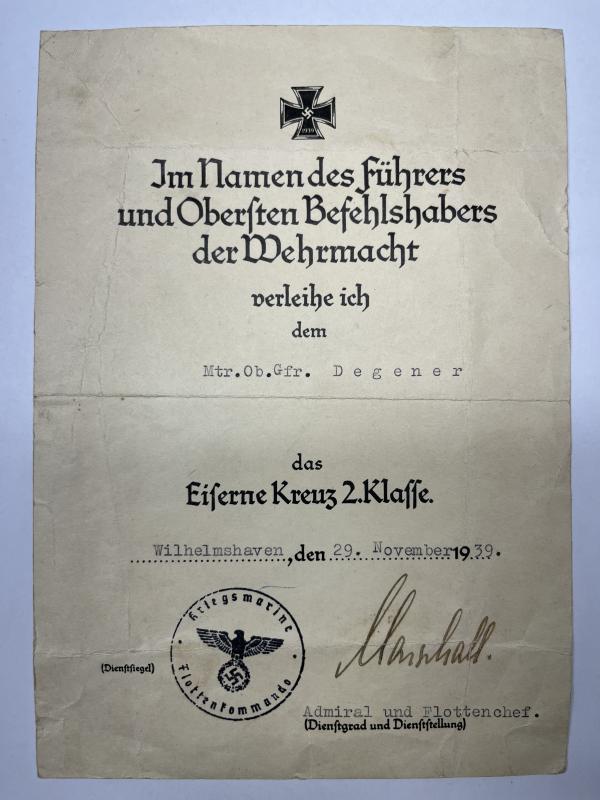 1939
Im Namen des Führers
und Oberſten Befehlshabers
der Wehrmacht
verleihe ich
dem
Mtr.Ob.Gfr. Degener
das
Eiſerne Kreuz 2.Klaſſe.
Wilhelmshaven, den 29. November 1939.
Kriegsmarine
Flottenkommando
(Dienſtſiegel)
Marschall.
Admiral und Flottenchef.
(Dienſtgrad und Dienſtſtellung)